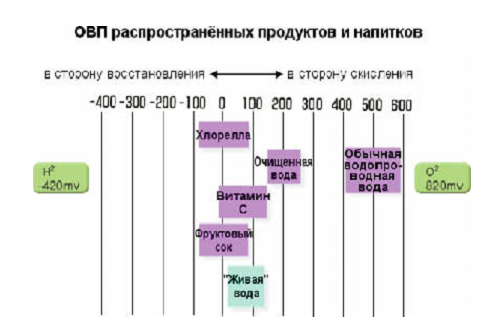 ОВП распространённых продуктов и напитков
в сторону восстановления в сторону окисления
-400 -300 -200 -100 0 100 200 300 400 500 600
Хлорелла
Очищенная
вода
Обычная
водопро-
водная
вода
H²
-420mv
O²
820mv
Витамин
С
Фруктовый
сок
"Живая"
вода